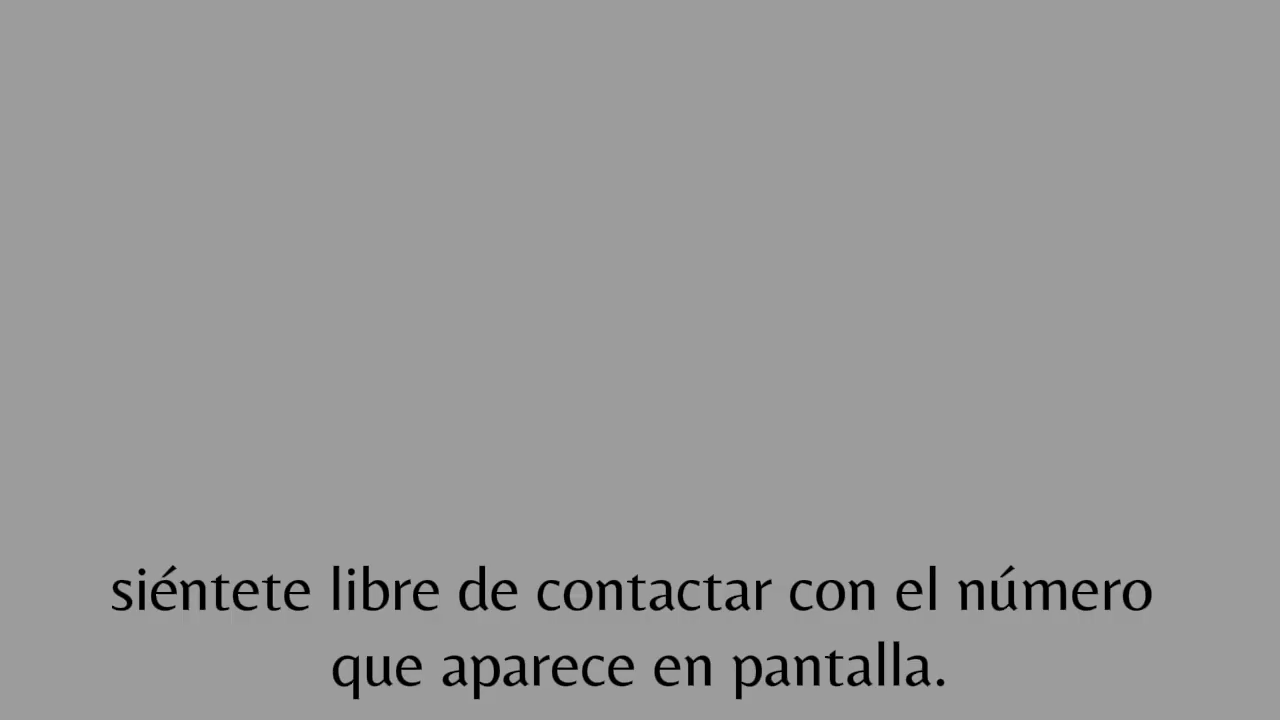 siéntete libre de contactar con el número
que aparece en pantalla.